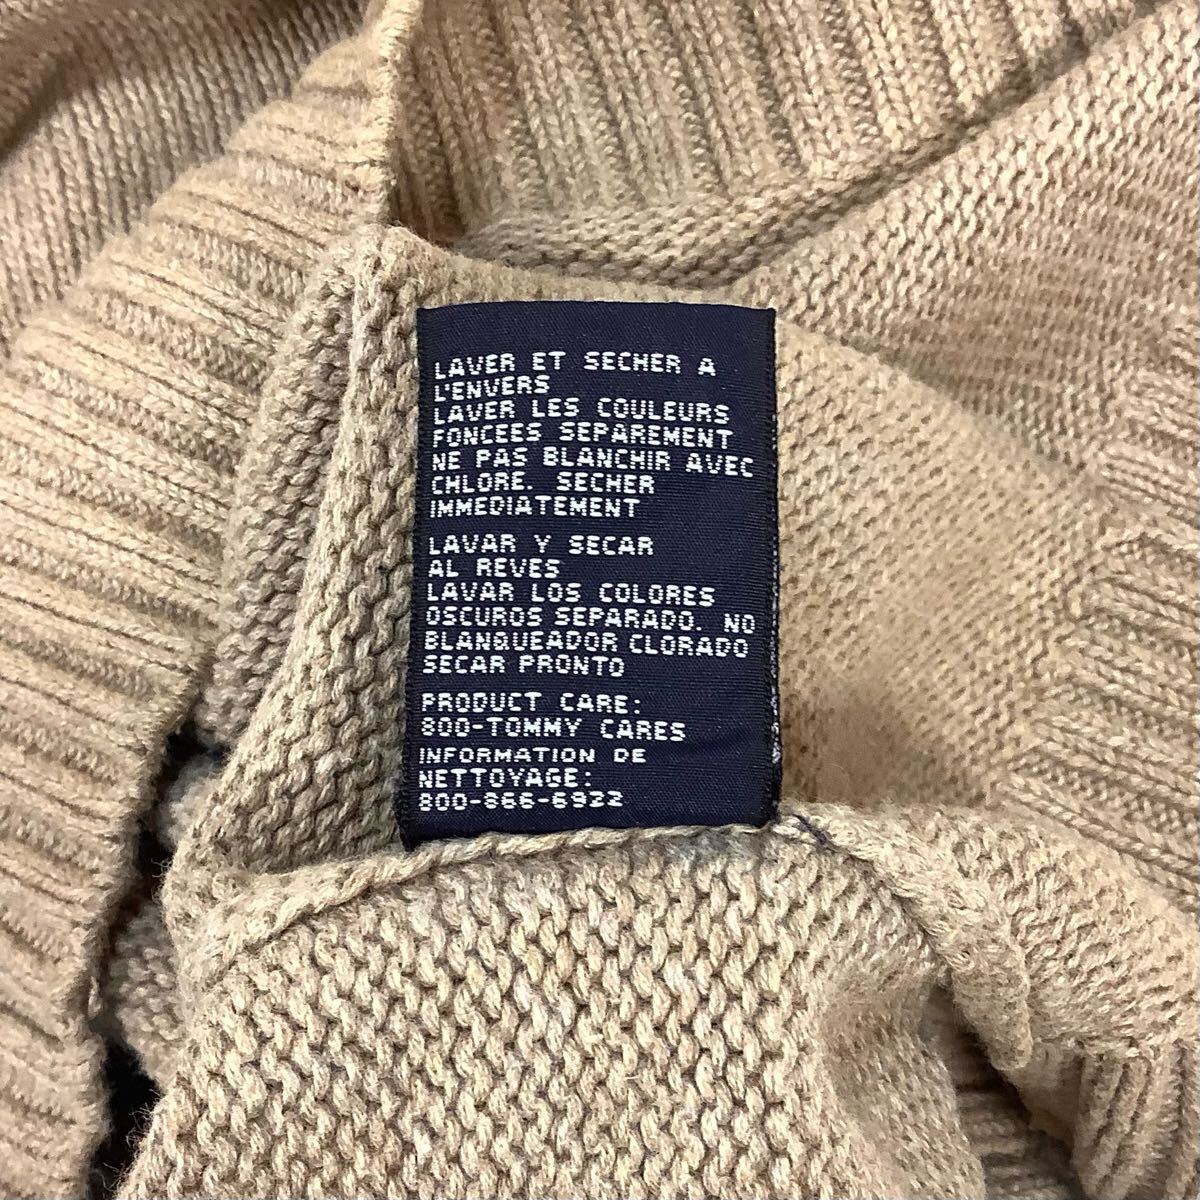 LAVER ET SECHER A
L'ENVERS
LAVER LES COULEURS
FONCEES SEPAREMENT
NE PAS BLANCHIR AVEC
CHLORE. SECHER
IMMEDIATEMENT
LAVAR Y SECAR
AL REVES
LAVAR LOS COLORES
OSCUROS SEPARADO. NO
BLANQUEADOR CLORADO
SECAR PRONTO
PRODUCT CARE:
800-TOMMY CARES
INFORMATION DE
NETTOYAGE:
800-866-6922